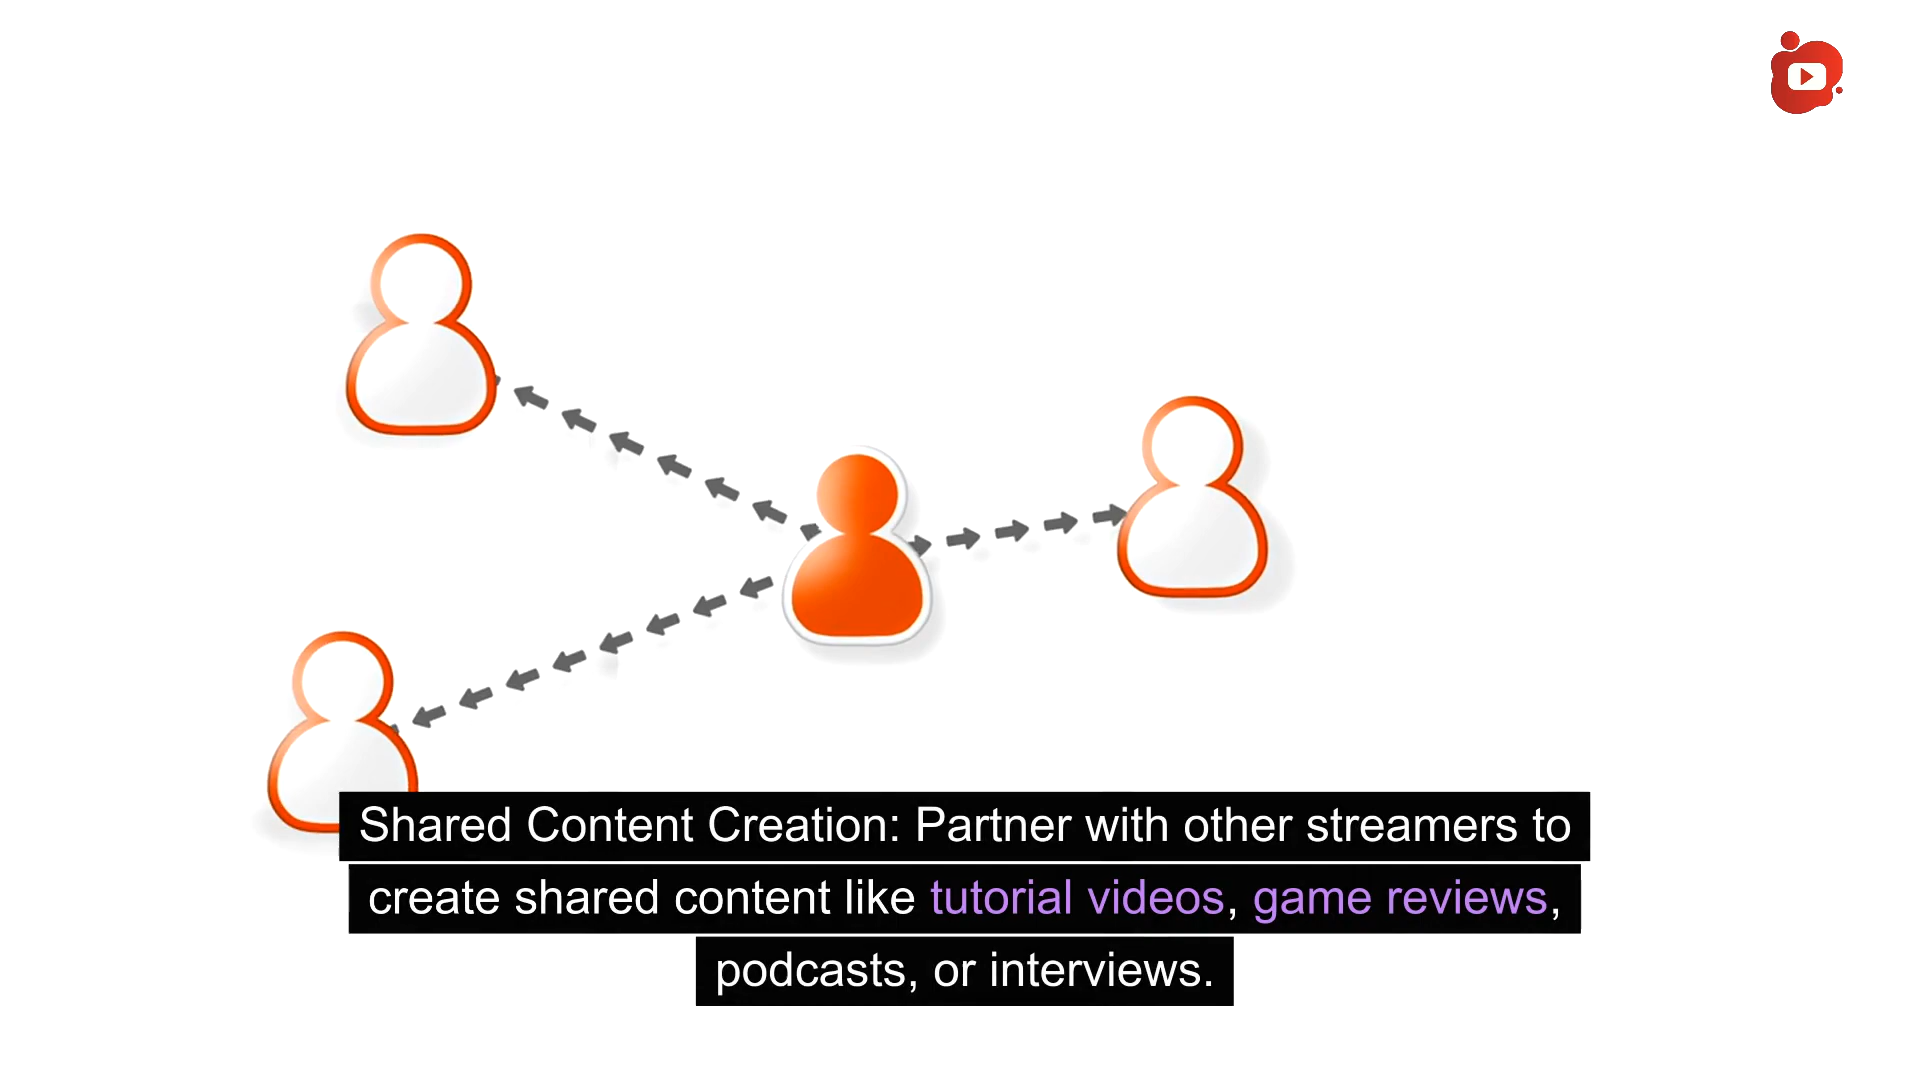 Shared Content Creation: Partner with other streamers to
create shared content like tutorial videos, game reviews,
podcasts, or interviews.